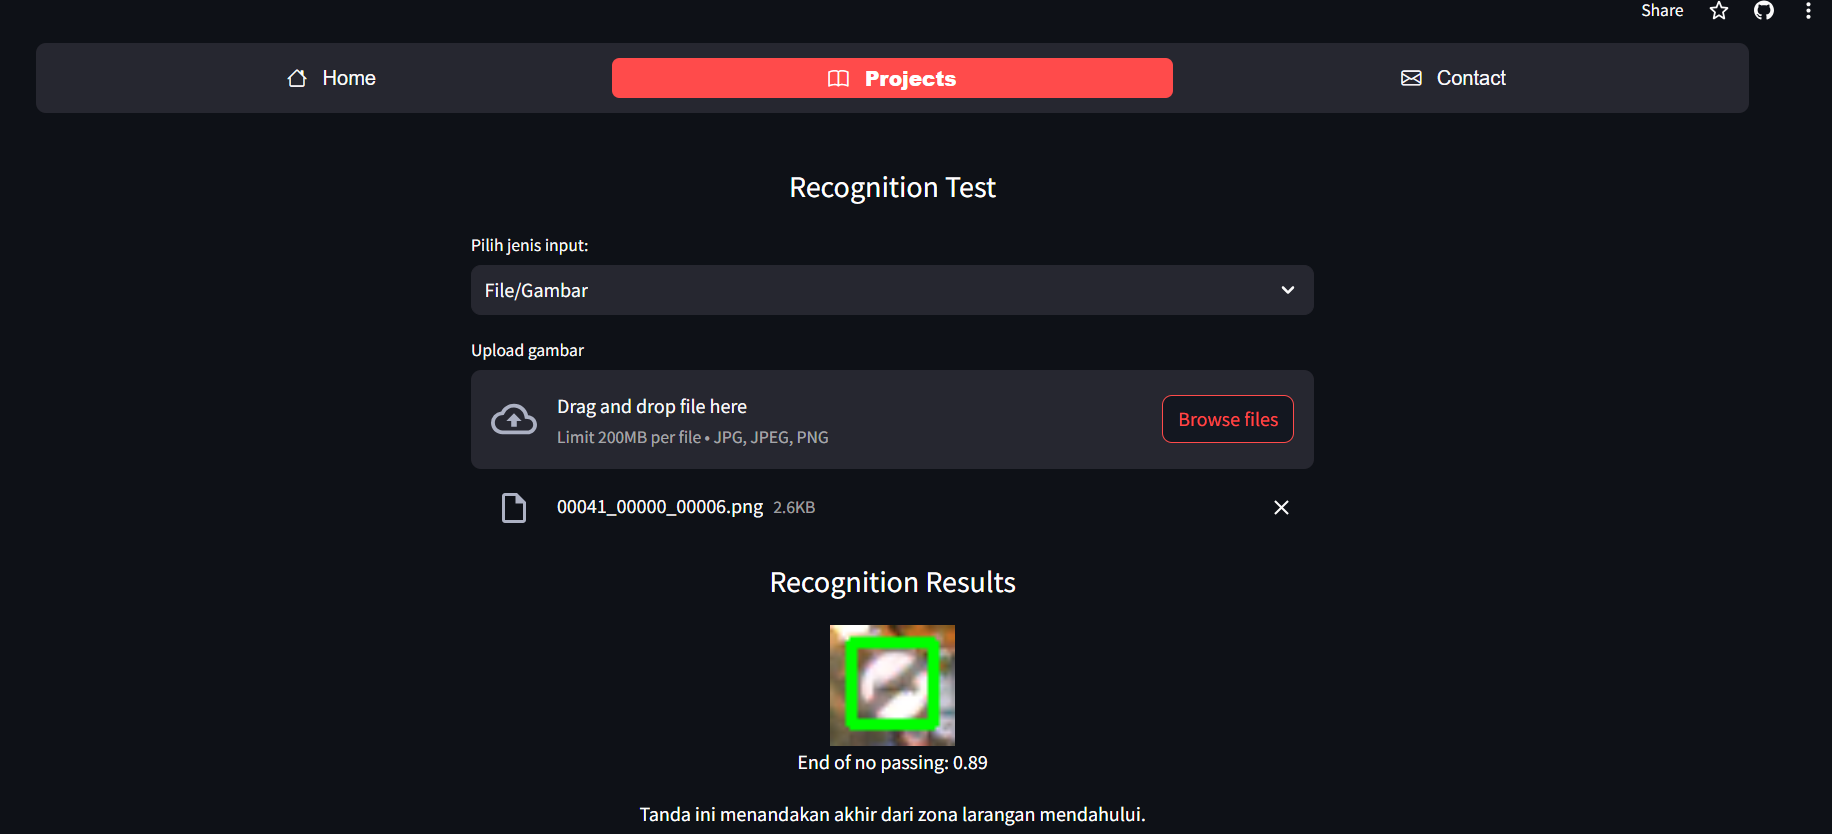 Share
Home
Projects
Contact
Recognition Test
Pilih jenis input:
File/Gambar
Upload gambar
Drag and drop file here
Limit 200MB per file • JPG, JPEG, PNG
Browse files
00041_00000_00006.png 2.6KB
Recognition Results
End of no passing: 0.89
Tanda ini menandakan akhir dari zona larangan mendahului.